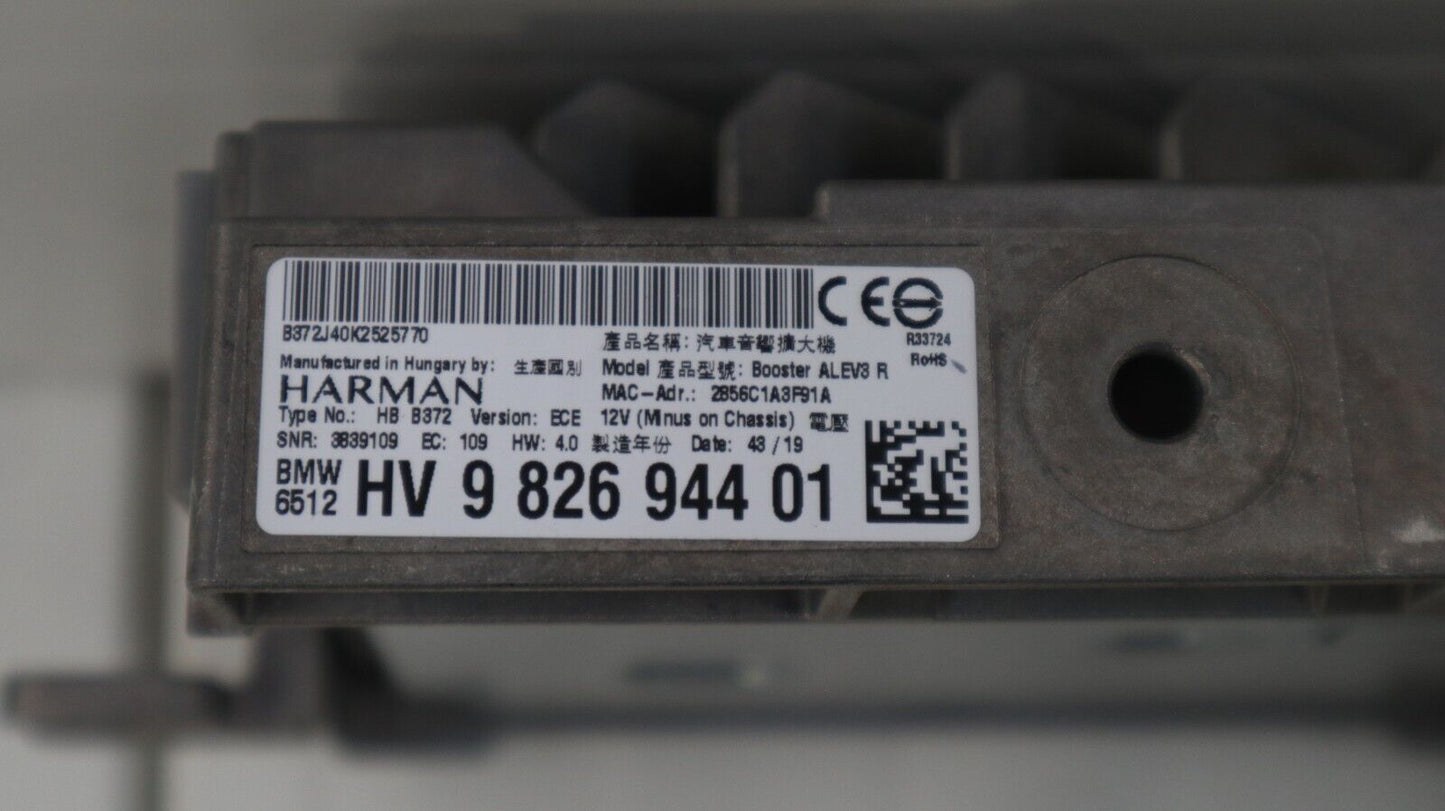 B372J40K2525770
CE
R33724
RoHS
產品名稱: 汽車音響擴大機
Manufactured in Hungary by: 生產國別
Model 產品型號: Booster ALEV3 R
HARMAN
MAC-Adr.: 2856C1A3F91A
Type No.: HB B372 Version: ECE 12V (Minus on Chassis) 電壓
SNR: 3839109 EC: 109 HW: 4.0 製造年份 Date: 43/19
BMW
6512
HV 9 826 944 01